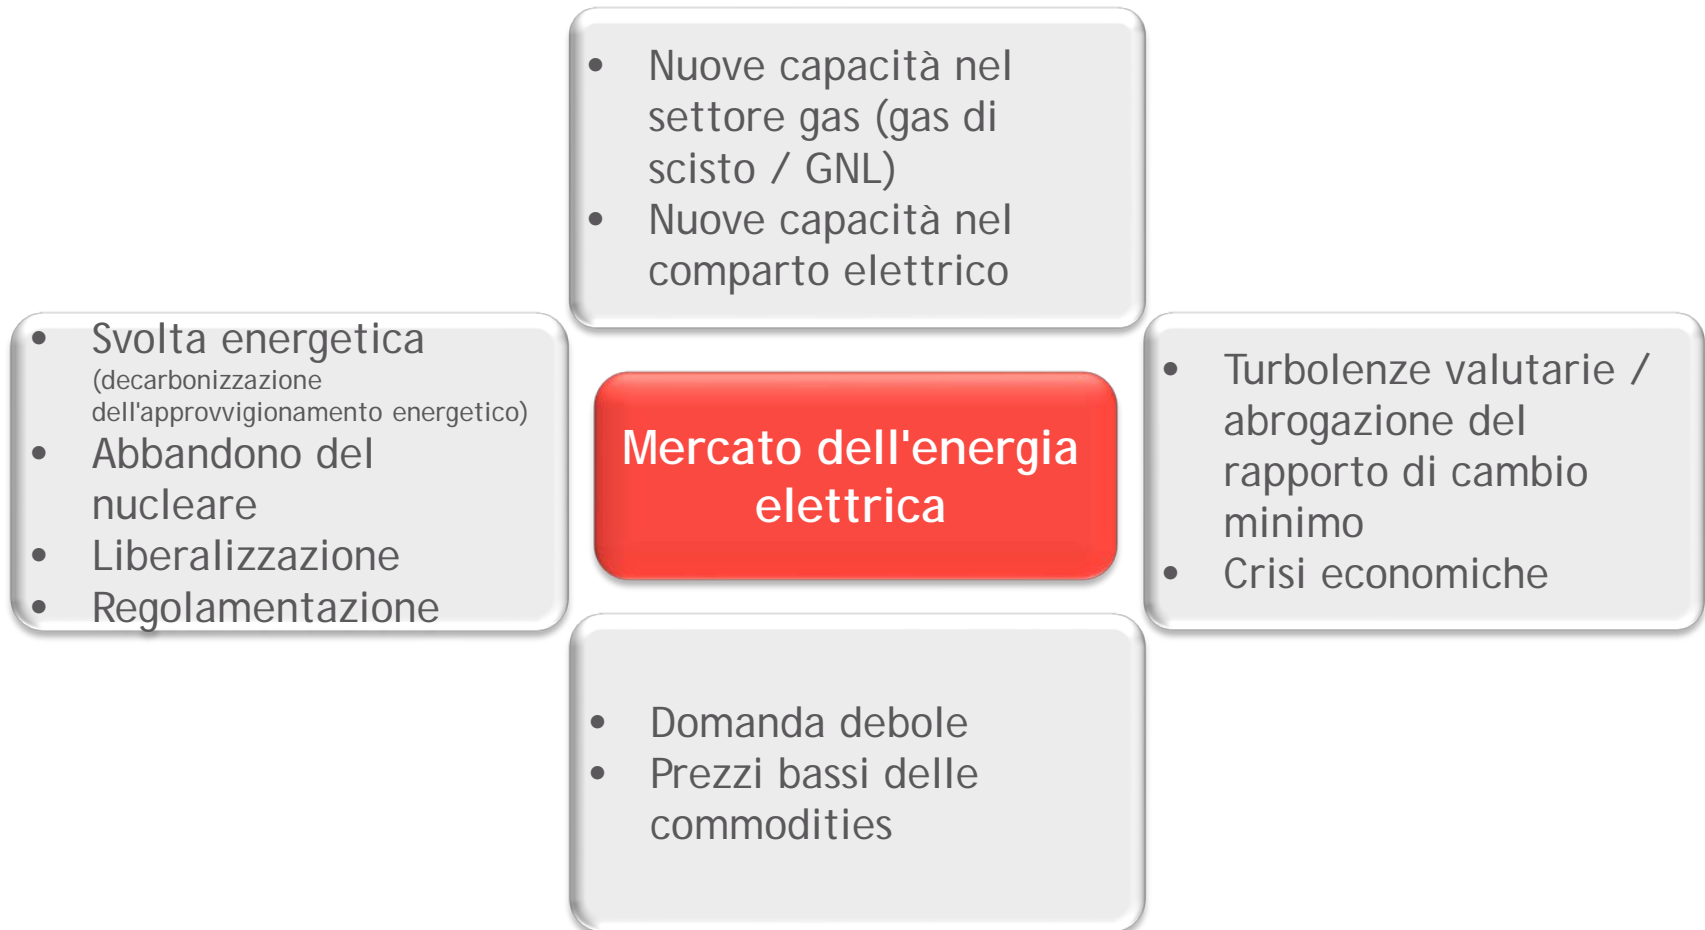 • Nuove capacità nel
settore gas (gas di
scisto / GNL)
• Nuove capacità nel
comparto elettrico
• Svolta energetica
(decarbonizzazione
dell'approvvigionamento energetico)
• Abbandono del
nucleare
• Liberalizzazione
• Regolamentazione
Mercato dell'energia
elettrica
• Turbolenze valutarie /
abrogazione del
rapporto di cambio
minimo
• Crisi economiche
• Domanda debole
• Prezzi bassi delle
commodities